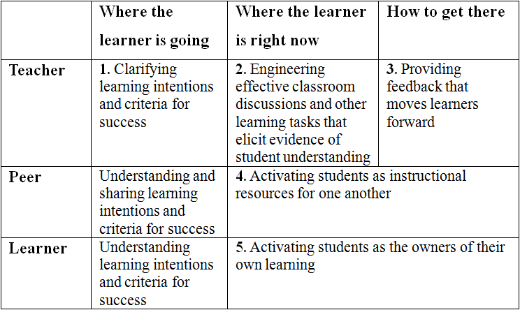 Where the
learner is going
Where the learner
is right now
How to get there
Teacher
1. Clarifying
learning intentions
and criteria for
success
2. Engineering
effective classroom
discussions and other
learning tasks that
elicit evidence of
student understanding
3. Providing
feedback that
moves learners
forward
Peer
Understanding and
sharing learning
intentions and
criteria for success
4. Activating students as instructional
resources for one another
Learner
Understanding
learning intentions
and criteria for
success
5. Activating students as the owners of their
own learning